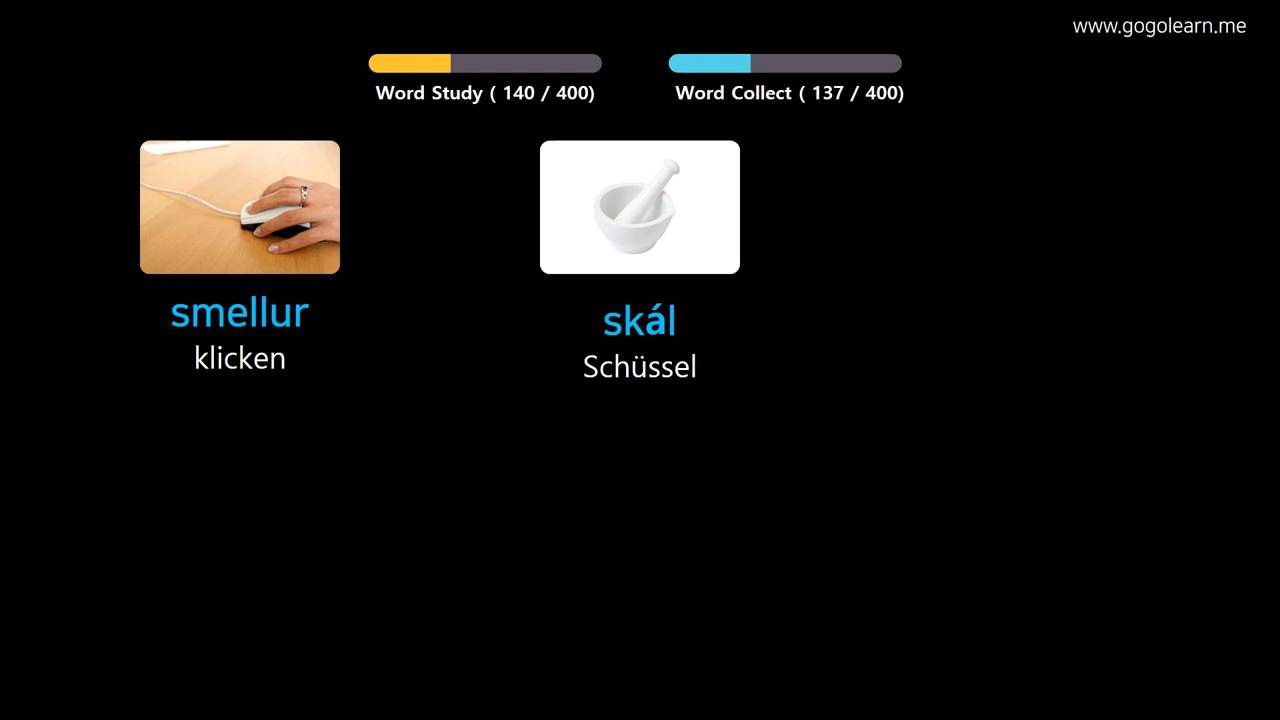 www.gogolearn.me
Word Study ( 140 / 400)
Word Collect ( 137 / 400)
smellur
klicken
skál
Schüssel